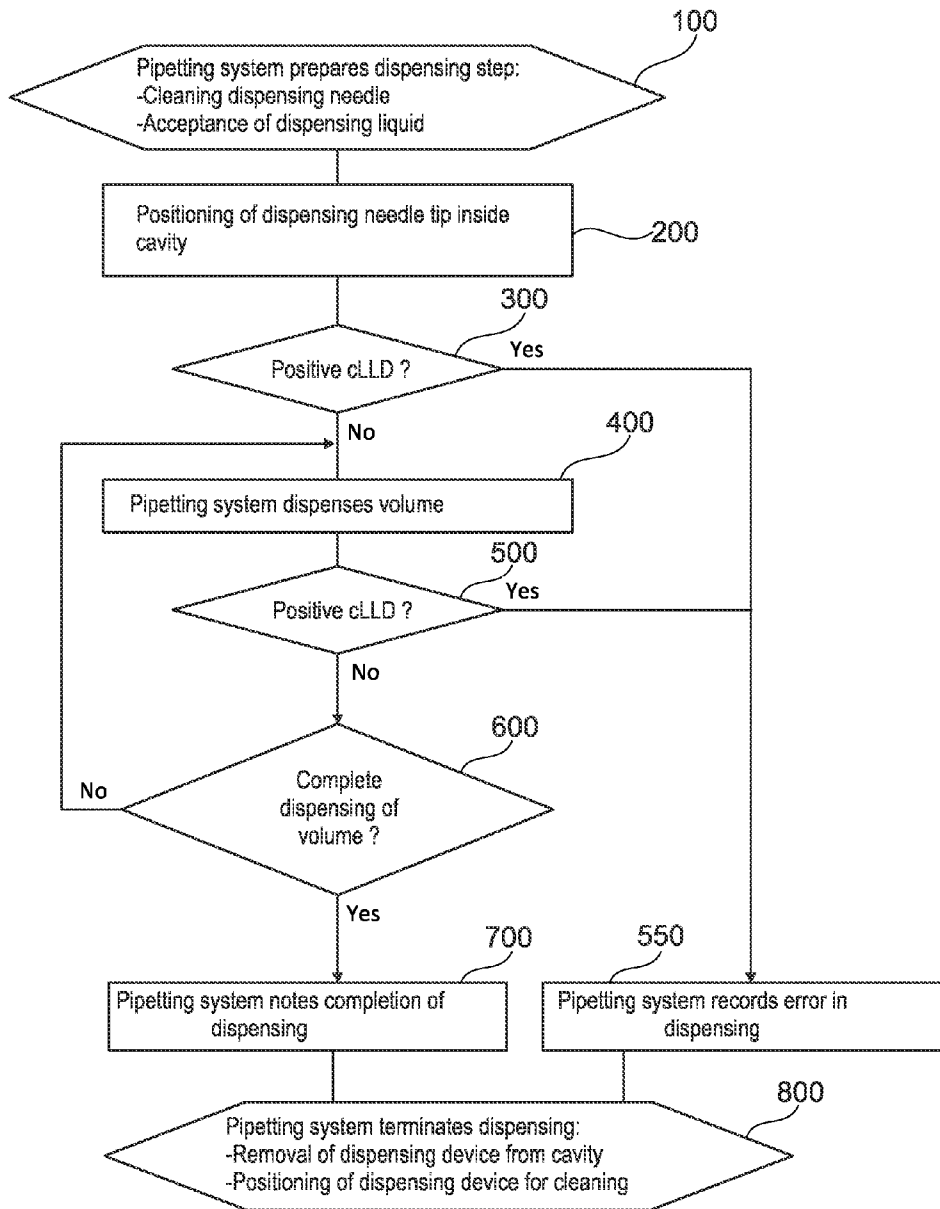 100
Pipetting system prepares dispensing step:
-Cleaning dispensing needle
-Acceptance of dispensing liquid
Positioning of dispensing needle tip inside
cavity
200
300
Positive cLLD ?
Yes
No
400
Pipetting system dispenses volume
500
Positive cLLD ?
Yes
No
600
Complete
dispensing of
volume ?
No
Yes
700
550
Pipetting system notes completion of
dispensing
Pipetting system records error in
dispensing
800
Pipetting system terminates dispensing:
-Removal of dispensing device from cavity
-Positioning of dispensing device for cleaning